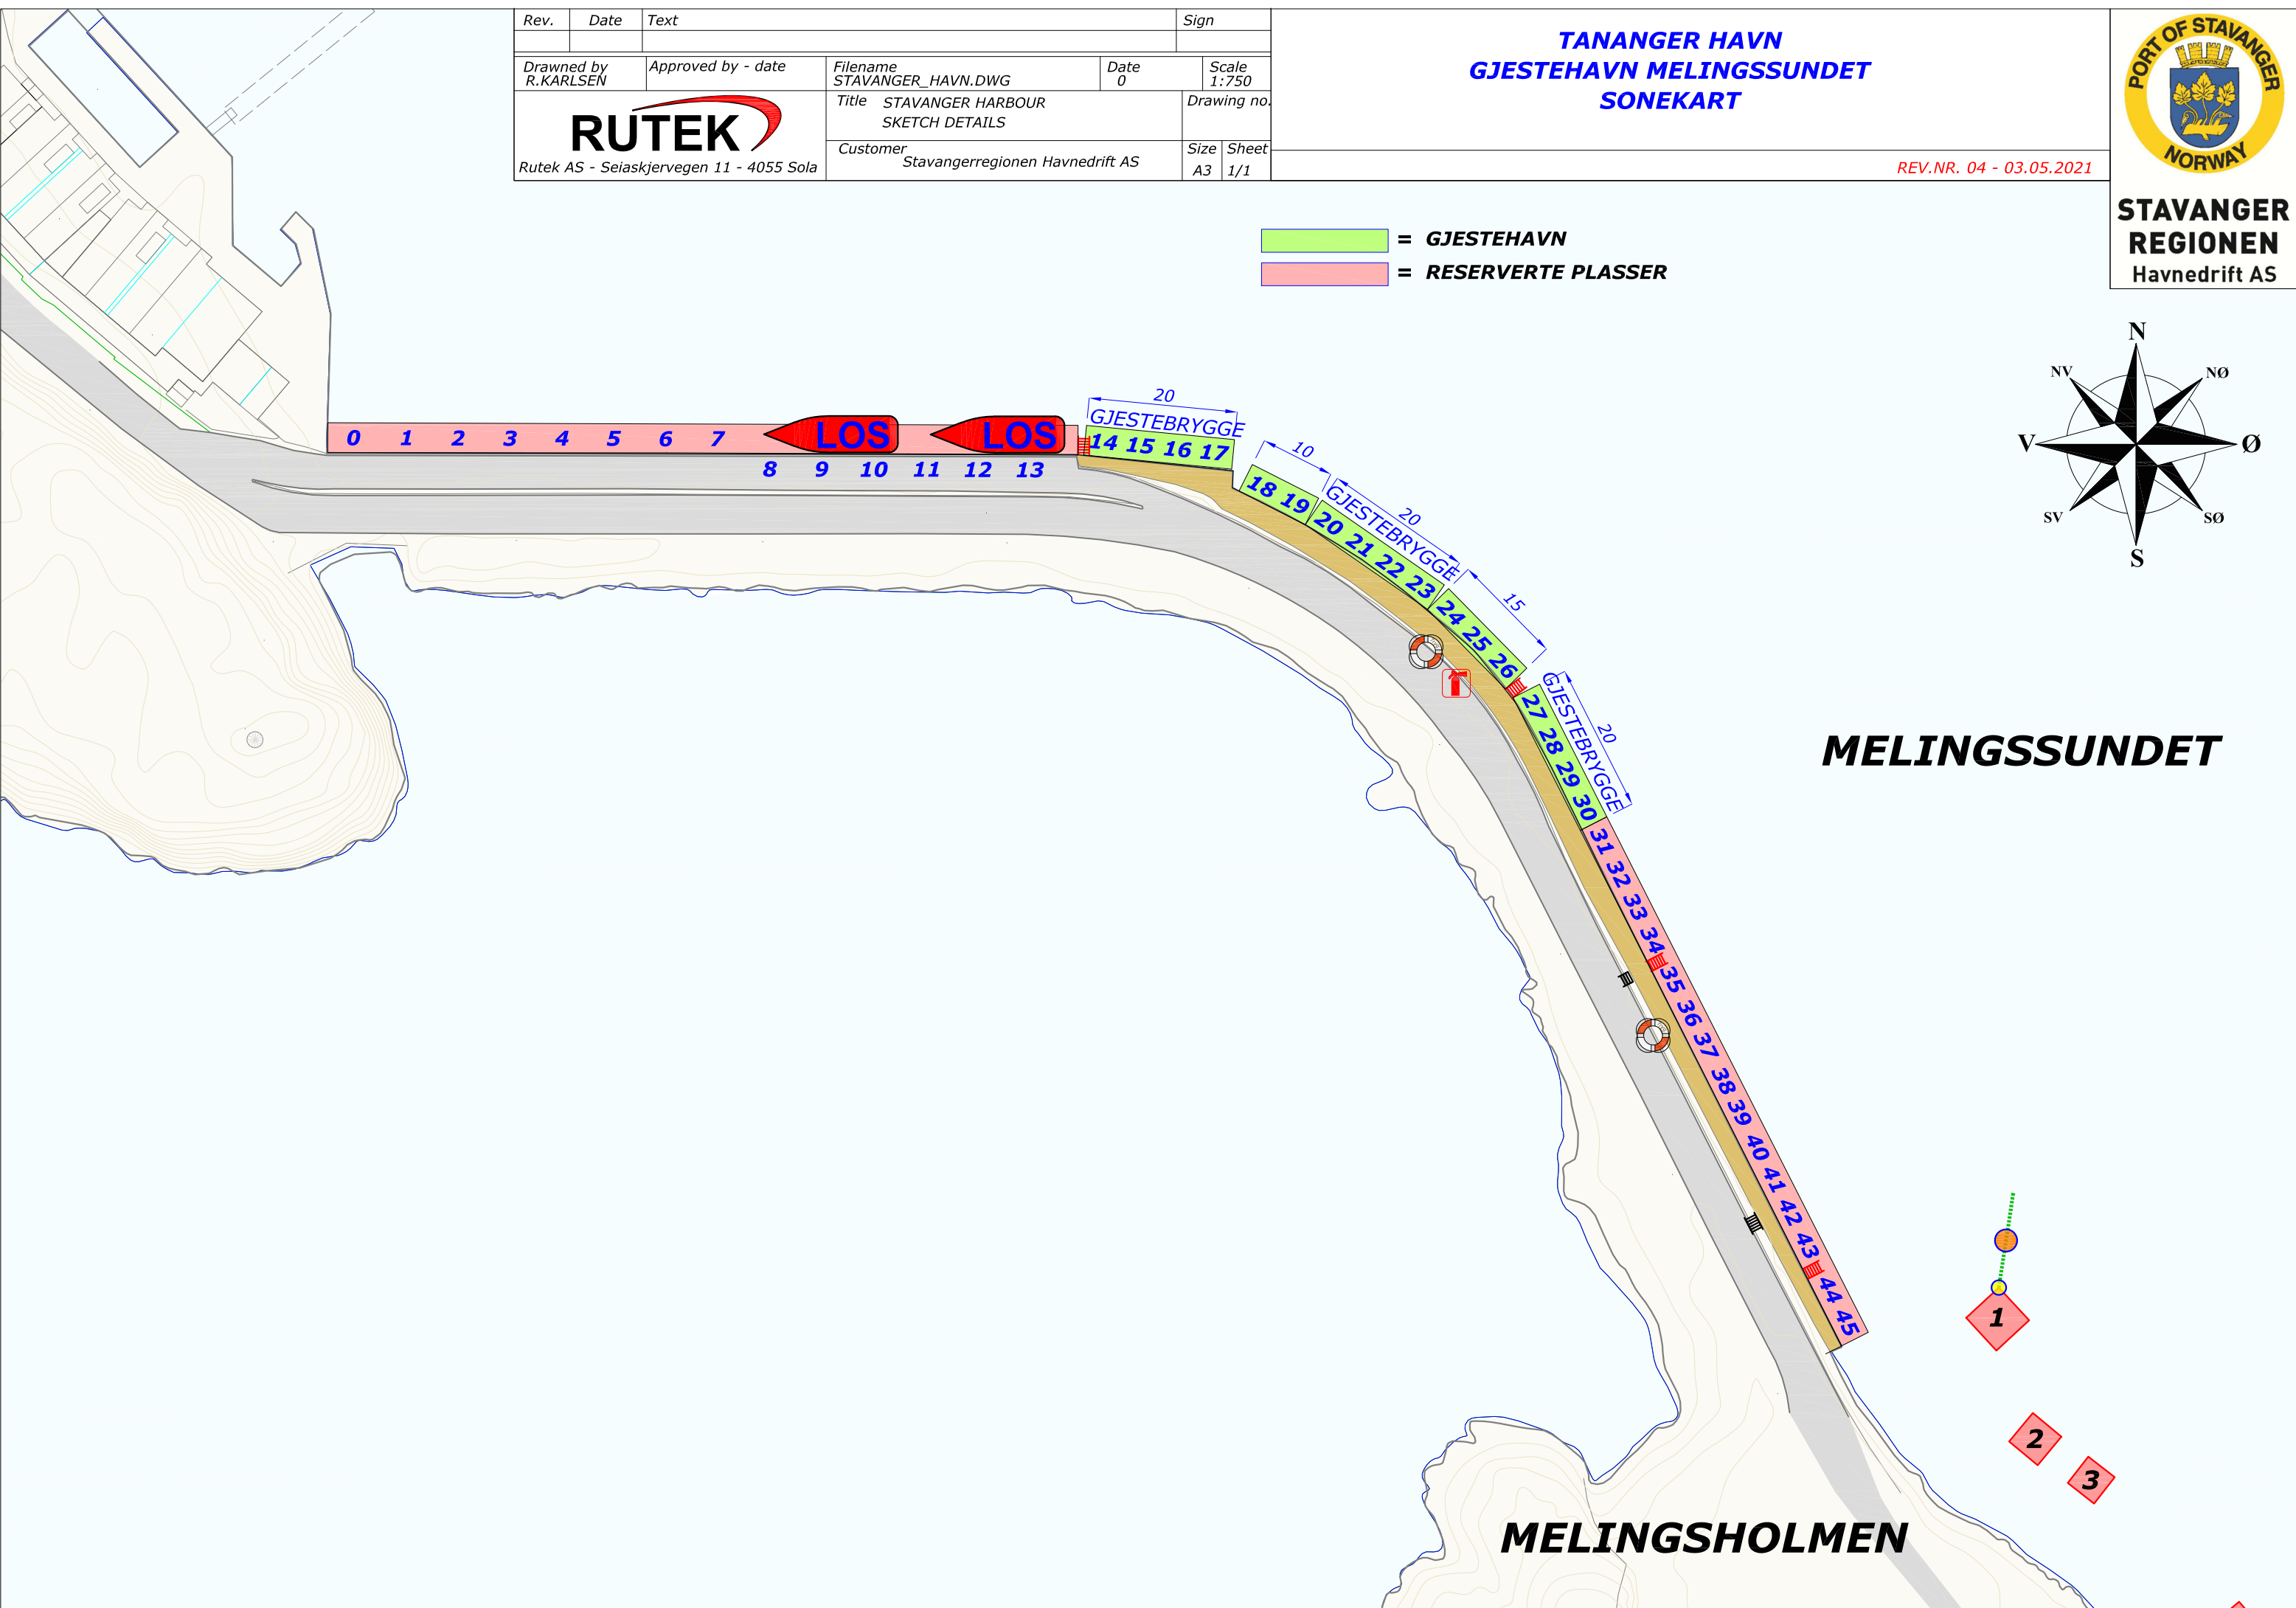 Rev. Date Text Sign
Drawned by
R.KARLSEN
Approved by - date
Filename
STAVANGER_HAVN.DWG
Date
0
Scale
1:750
RUTEK
Rutek AS - Seiaskjervegen 11 - 4055 Sola
Title STAVANGER HARBOUR
SKETCH DETAILS
Drawing no.
Customer
Stavangerregionen Havnedrift AS
Size
A3
Sheet
1/1
TANANGER HAVN
GJESTEHAVN MELINGSSUNDET
SONEKART
REV.NR. 04 - 03.05.2021
PORT OF STAVANGER
NORWAY
STAVANGER
REGIONEN
Havnedrift AS
= GJESTEHAVN
= RESERVERTE PLASSER
N
NV NØ
V Ø
SV SØ
S
0 1 2 3 4 5 6 7
LOS LOS
8 9 10 11 12 13
20
GJESTEBRYGGE
14 15 16 17
10
18 19
20
GJESTEBRYGGE
20 21 22 23
15
24 25 26
20
GJESTEBRYGGE
27 28 29 30
31 32 33 34 35 36 37 38 39 40 41 42 43 44 45
MELINGSSUNDET
1
2
3
MELINGSHOLMEN